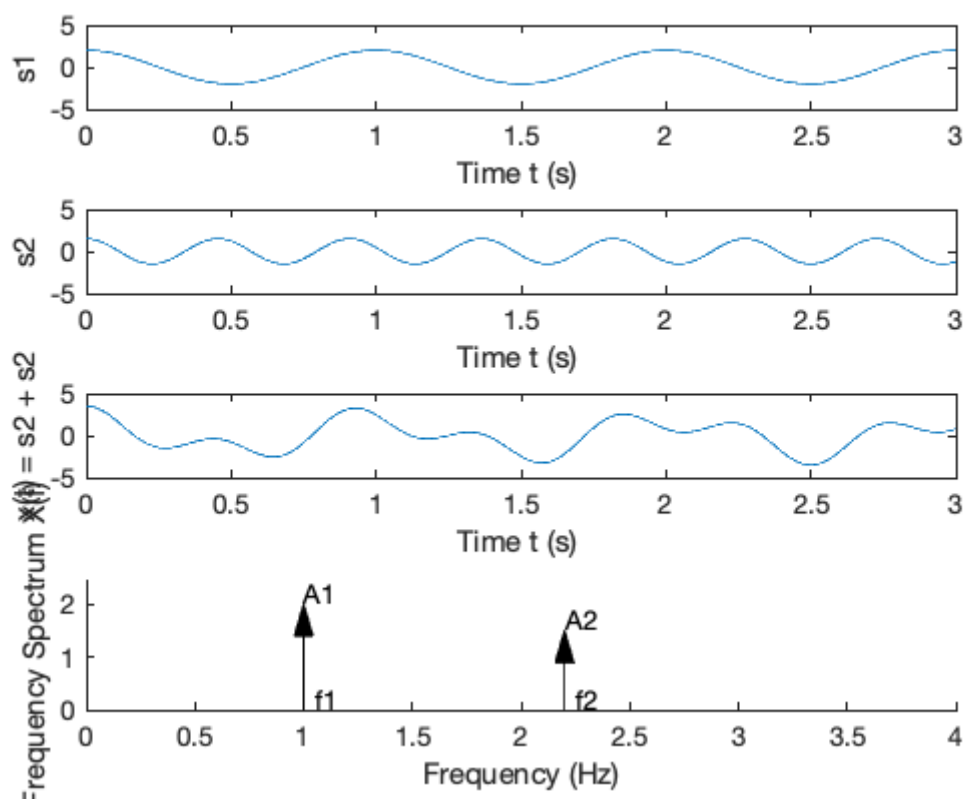 s1
5
0
-5
0 0.5 1 1.5 2 2.5 3
Time t (s)
s2
5
0
-5
0 0.5 1 1.5 2 2.5 3
Time t (s)
= s2 + s2
5
0
-5
0 0.5 1 1.5 2 2.5 3
Time t (s)
Frequency Spectrum
2
1
0
A1
A2
f1
f2
0 0.5 1 1.5 2 2.5 3 3.5 4
Frequency (Hz)